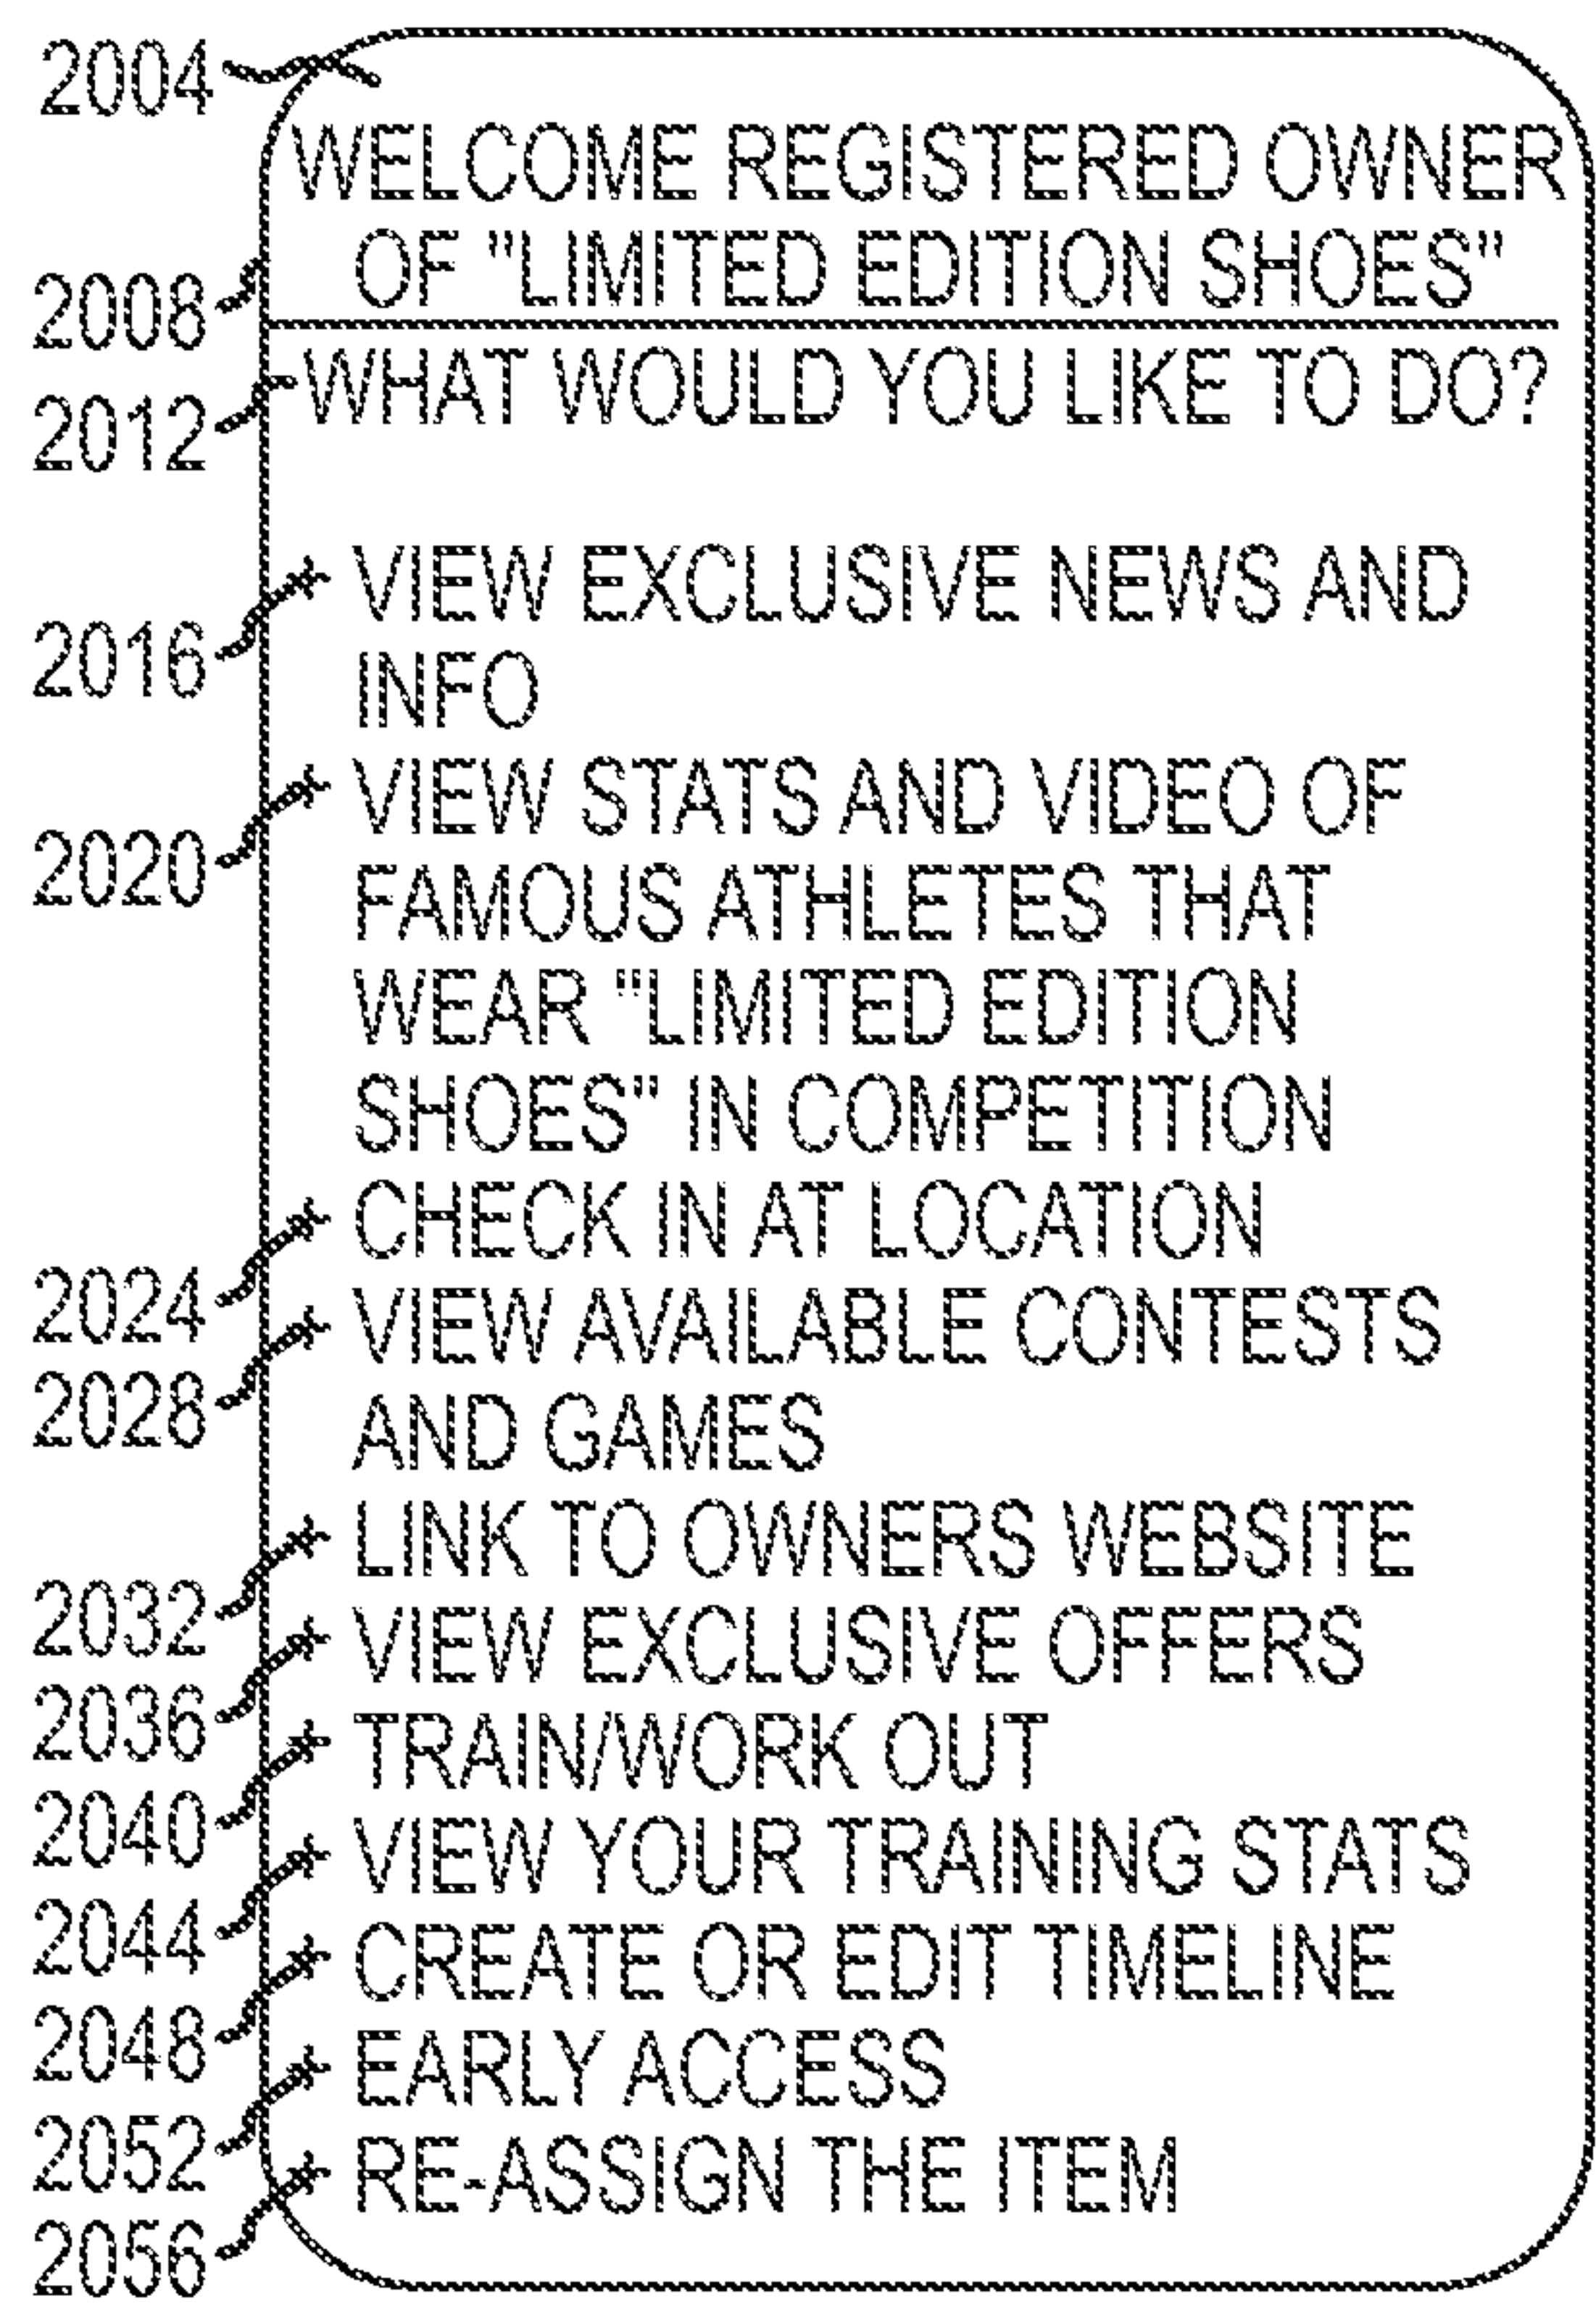 2004
WELCOME REGISTERED OWNER
2008 OF "LIMITED EDITION SHOES"
2012 WHAT WOULD YOU LIKE TO DO?
2016 * VIEW EXCLUSIVE NEWS AND
INFO
2020 * VIEW STATS AND VIDEO OF
FAMOUS ATHLETES THAT
WEAR "LIMITED EDITION
SHOES" IN COMPETITION
2024 * CHECK IN AT LOCATION
2028 * VIEW AVAILABLE CONTESTS
AND GAMES
2032 * LINK TO OWNERS WEBSITE
2036 * VIEW EXCLUSIVE OFFERS
2040 * TRAIN/WORK OUT
2044 * VIEW YOUR TRAINING STATS
2048 * CREATE OR EDIT TIMELINE
2052 * EARLY ACCESS
2056 * RE-ASSIGN THE ITEM